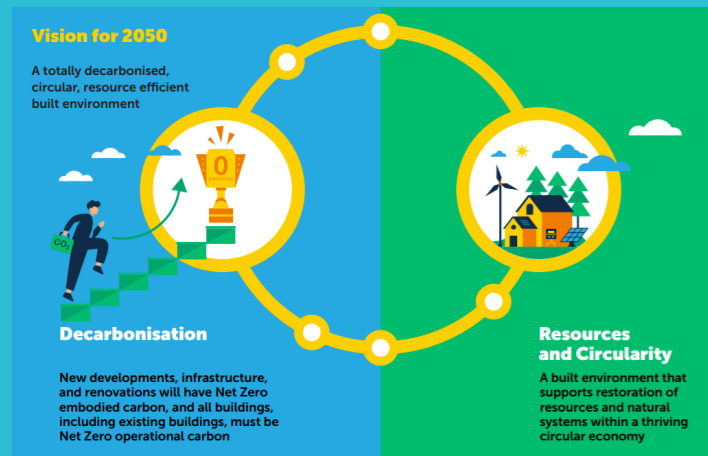 Vision for 2050
A totally decarbonised,
circular, resource efficient
built environment
0
EMISSION
CO₂
Decarbonisation
New developments, infrastructure,
and renovations will have Net Zero
embodied carbon, and all buildings,
including existing buildings, must be
Net Zero operational carbon
Resources
and Circularity
A built environment that
supports restoration of
resources and natural
systems within a thriving
circular economy